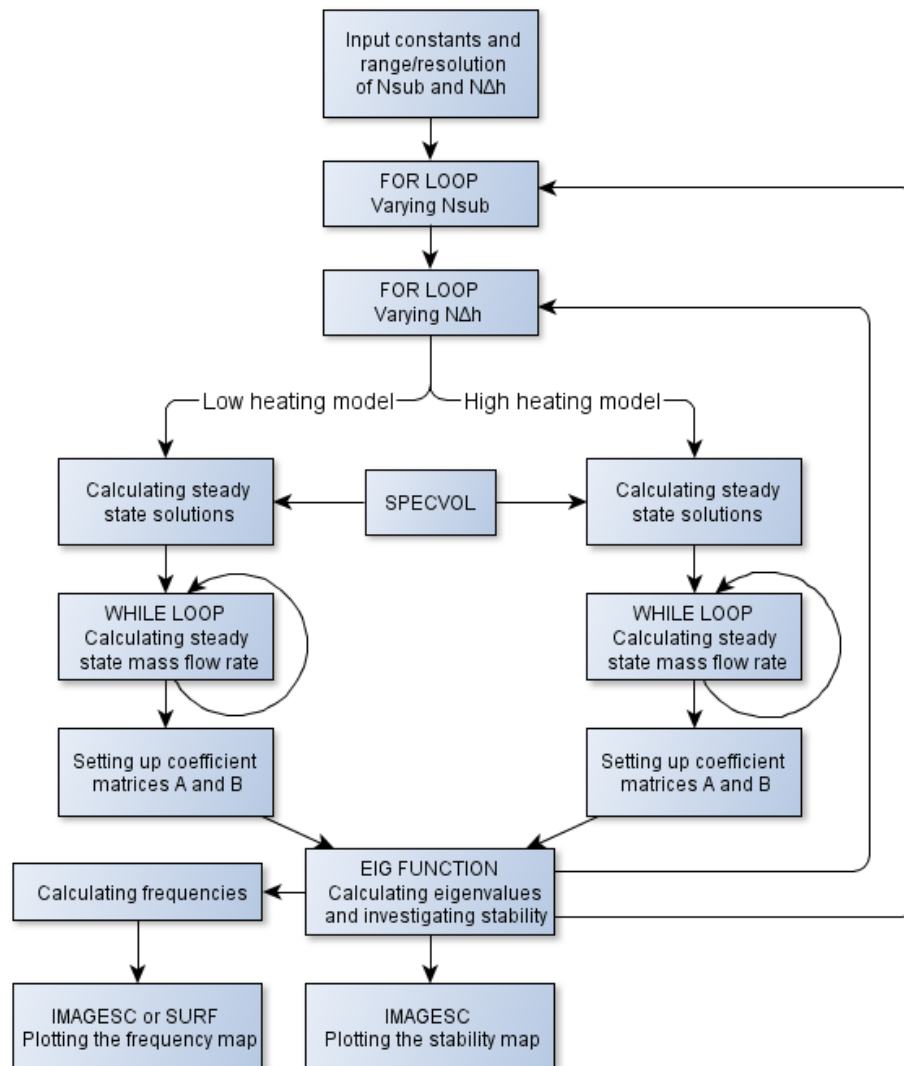 Input constants and
range/resolution
of Nsub and NΔh
FOR LOOP
Varying Nsub
FOR LOOP
Varying NΔh
Low heating model
High heating model
Calculating steady
state solutions
SPECVOL
Calculating steady
state solutions
WHILE LOOP
Calculating steady
state mass flow rate
WHILE LOOP
Calculating steady
state mass flow rate
Setting up coefficient
matrices A and B
Setting up coefficient
matrices A and B
EIG FUNCTION
Calculating eigenvalues
and investigating stability
Calculating frequencies
IMAGESC or SURF
Plotting the frequency map
IMAGESC
Plotting the stability map